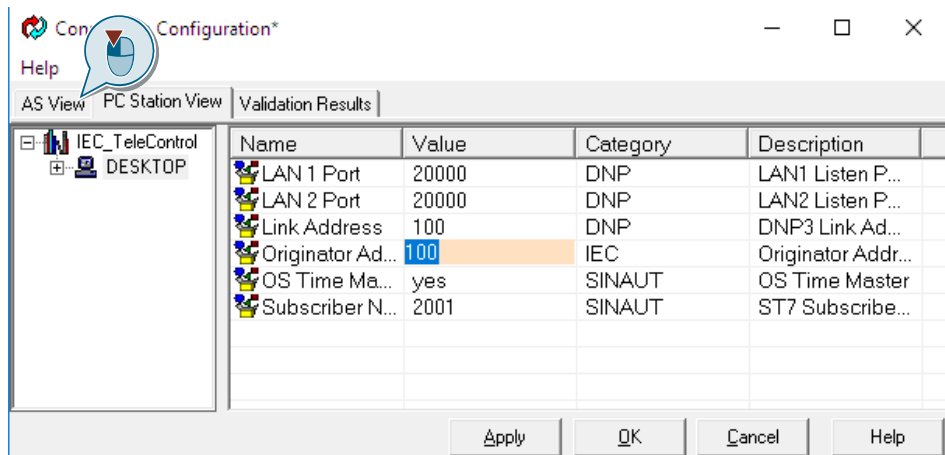 Con Configuration*
Help
AS View PC Station View Validation Results
IEC_TeleControl
DESKTOP
Name Value Category Description
LAN 1 Port 20000 DNP LAN1 Listen P...
LAN 2 Port 20000 DNP LAN2 Listen P...
Link Address 100 DNP DNP3 Link Ad...
Originator Ad... 100 IEC Originator Addr...
OS Time Ma... yes SINAUT OS Time Master
Subscriber N... 2001 SINAUT ST7 Subscribe...
Apply OK Cancel Help